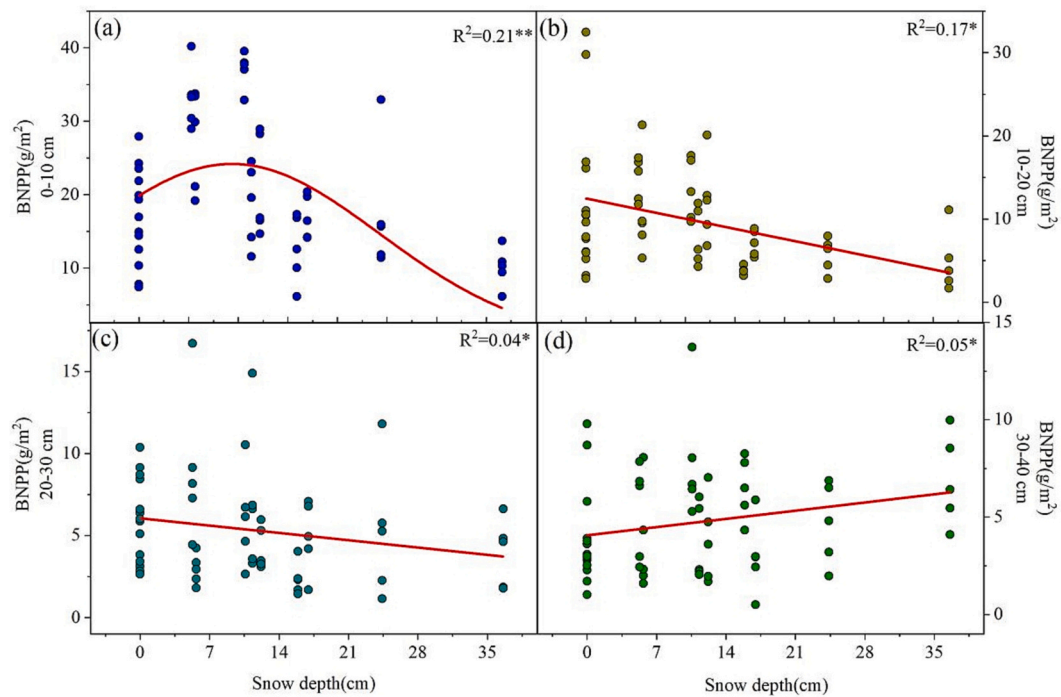 (a)
R²=0.21**
40
30
20
10
BNPP(g/m²)
0-10 cm
(b)
R²=0.17*
30
20
10
0
BNPP(g/m²)
10-20 cm
(c)
R²=0.04*
15
10
5
0
BNPP(g/m²)
20-30 cm
(d)
R²=0.05*
15
10
5
0
BNPP(g/m²)
30-40 cm
0 7 14 21 28 35
Snow depth(cm)
0 7 14 21 28 35
Snow depth(cm)